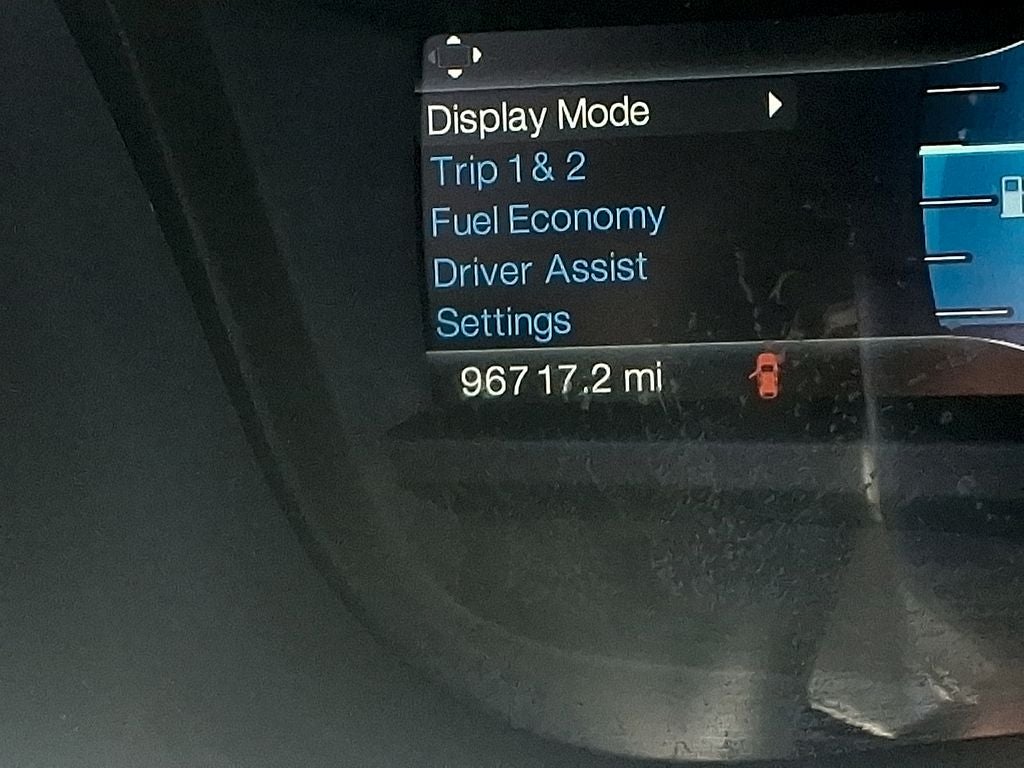 Display Mode
Trip 1 & 2
Fuel Economy
Driver Assist
Settings
96717.2 mi